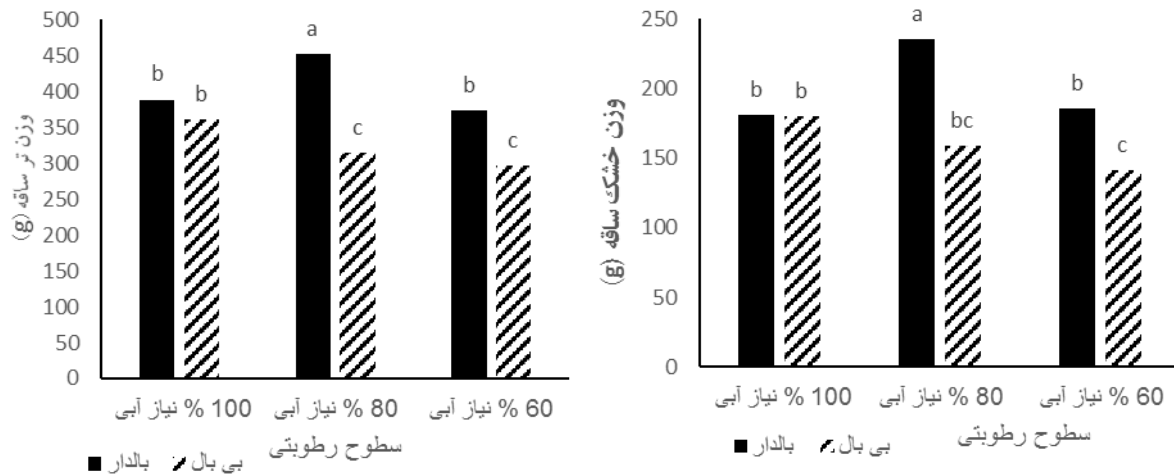 500
450
400
350
300
250
200
150
100
50
0
وزن تر ساقه (g)
b b a c b c
100 % نیاز آبی 80 % نیاز آبی 60 % نیاز آبی
سطوح رطوبتی
بالدار بی بال
250
200
150
100
50
0
وزن خشک ساقه (g)
b b a bc b c
100 % نیاز آبی 80 % نیاز آبی 60 % نیاز آبی
سطوح رطوبتی
بالدار بی بال